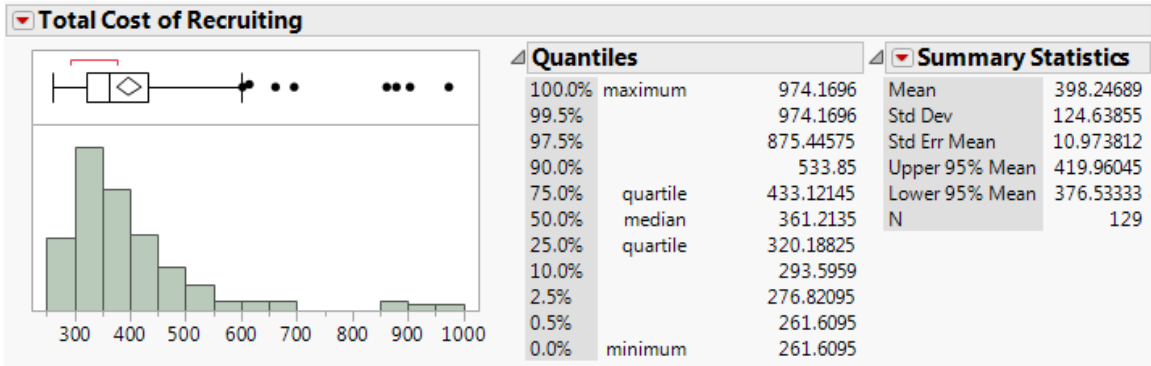 Total Cost of Recruiting
300 400 500 600 700 800 900 1000
Quantiles
100.0% maximum 974.1696
99.5% 974.1696
97.5% 875.44575
90.0% 533.85
75.0% quartile 433.12145
50.0% median 361.2135
25.0% quartile 320.18825
10.0% 293.5959
2.5% 276.82095
0.5% 261.6095
0.0% minimum 261.6095
Summary Statistics
Mean 398.24689
Std Dev 124.63855
Std Err Mean 10.973812
Upper 95% Mean 419.96045
Lower 95% Mean 376.53333
N 129